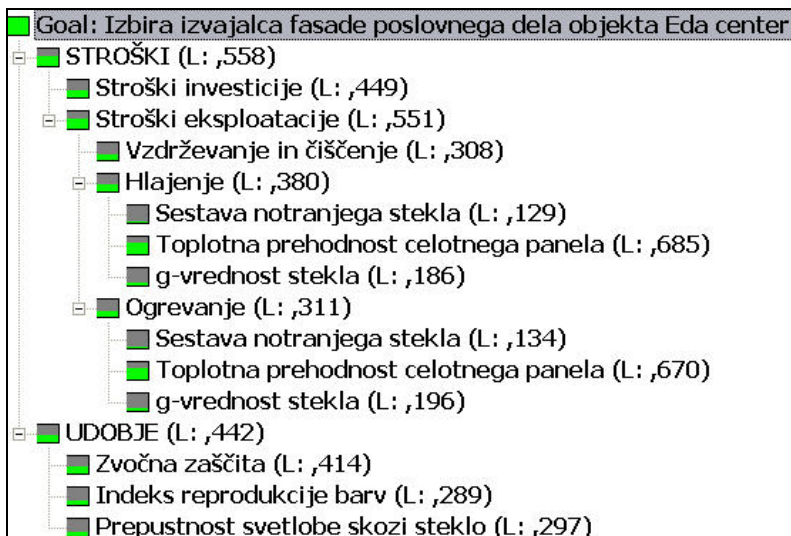 Goal: Izbira izvajalca fasade poslovnega dela objekta Eda center
STROŠKI (L: ,558)
Stroški investicije (L: ,449)
Stroški eksploatacije (L: ,551)
Vzdrževanje in čiščenje (L: ,308)
Hlajenje (L: ,380)
Sestava notranjega stekla (L: ,129)
Toplotna prehodnost celotnega panela (L: ,685)
g-vrednost stekla (L: ,186)
Ogrevanje (L: ,311)
Sestava notranjega stekla (L: ,134)
Toplotna prehodnost celotnega panela (L: ,670)
g-vrednost stekla (L: ,196)
UDOBJE (L: ,442)
Zvočna zaščita (L: ,414)
Indeks reprodukcije barv (L: ,289)
Prepustnost svetlobe skozi steklo (L: ,297)